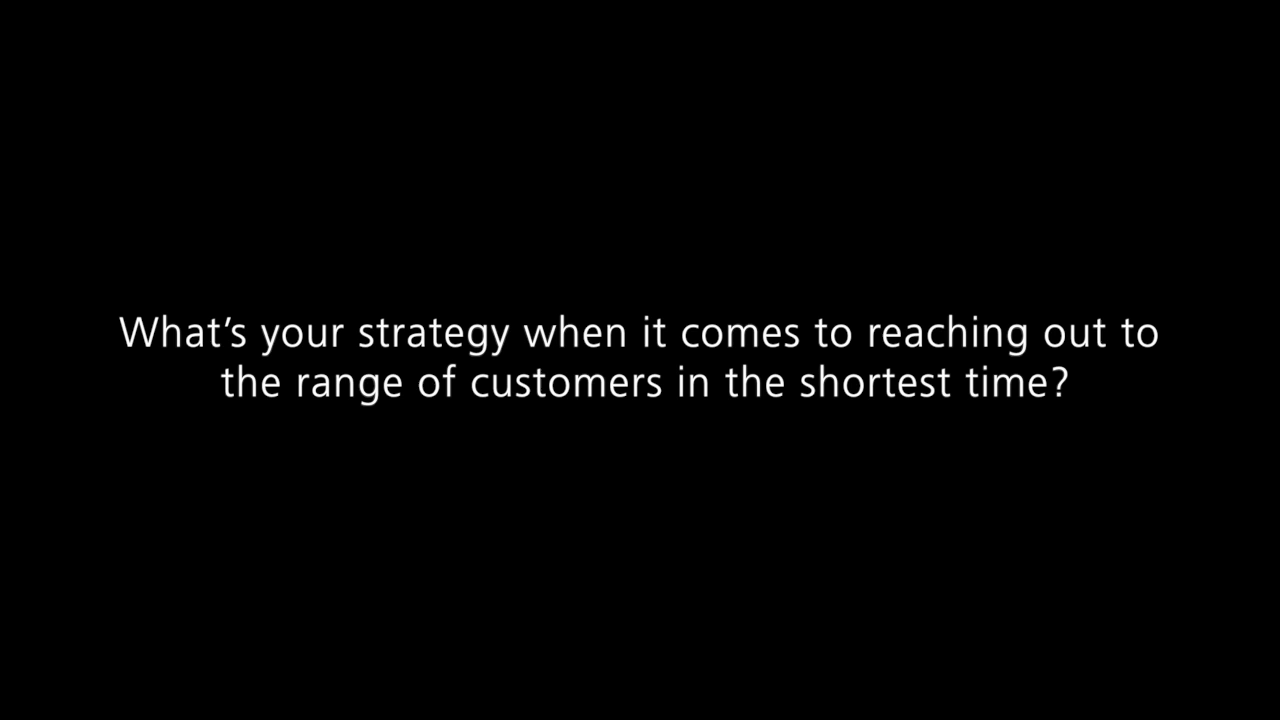 What’s your strategy when it comes to reaching out to
the range of customers in the shortest time?